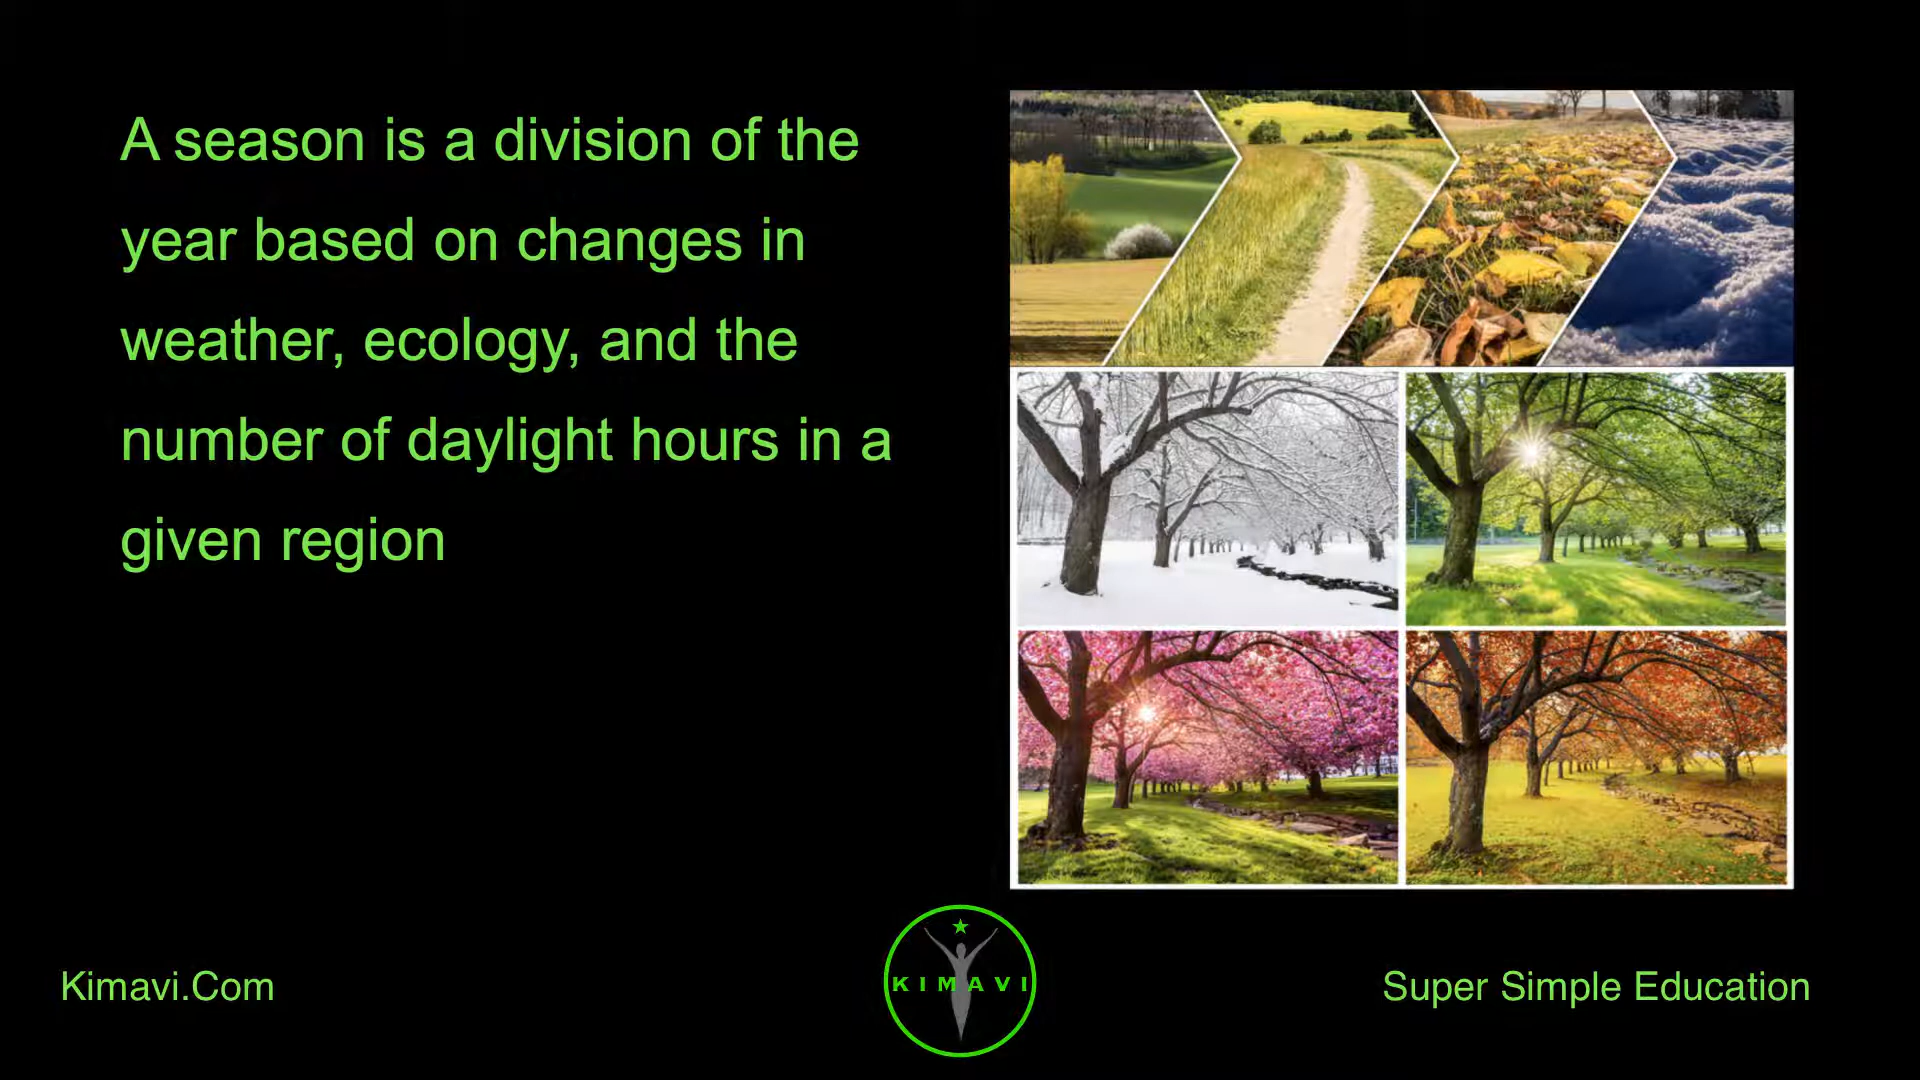 A season is a division of the
year based on changes in
weather, ecology, and the
number of daylight hours in a
given region
Kimavi.Com
KIMAVI
Super Simple Education